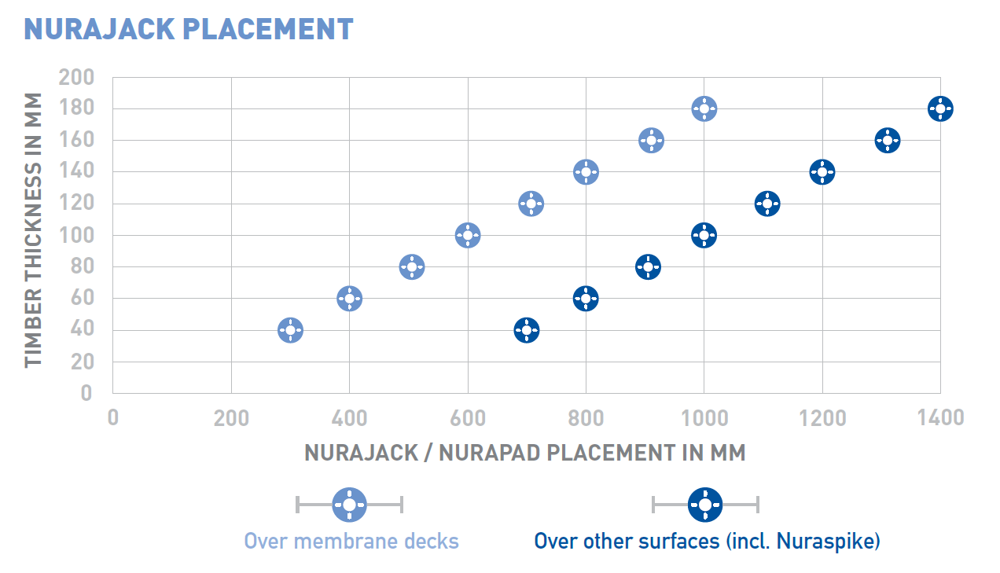 NURAJACK PLACEMENT
TIMBER THICKNESS IN MM
200
180
160
140
120
100
80
60
40
20
0
0 200 400 600 800 1000 1200 1400
NURAJACK / NURAPAD PLACEMENT IN MM
Over membrane decks
Over other surfaces (incl. Nuraspike)